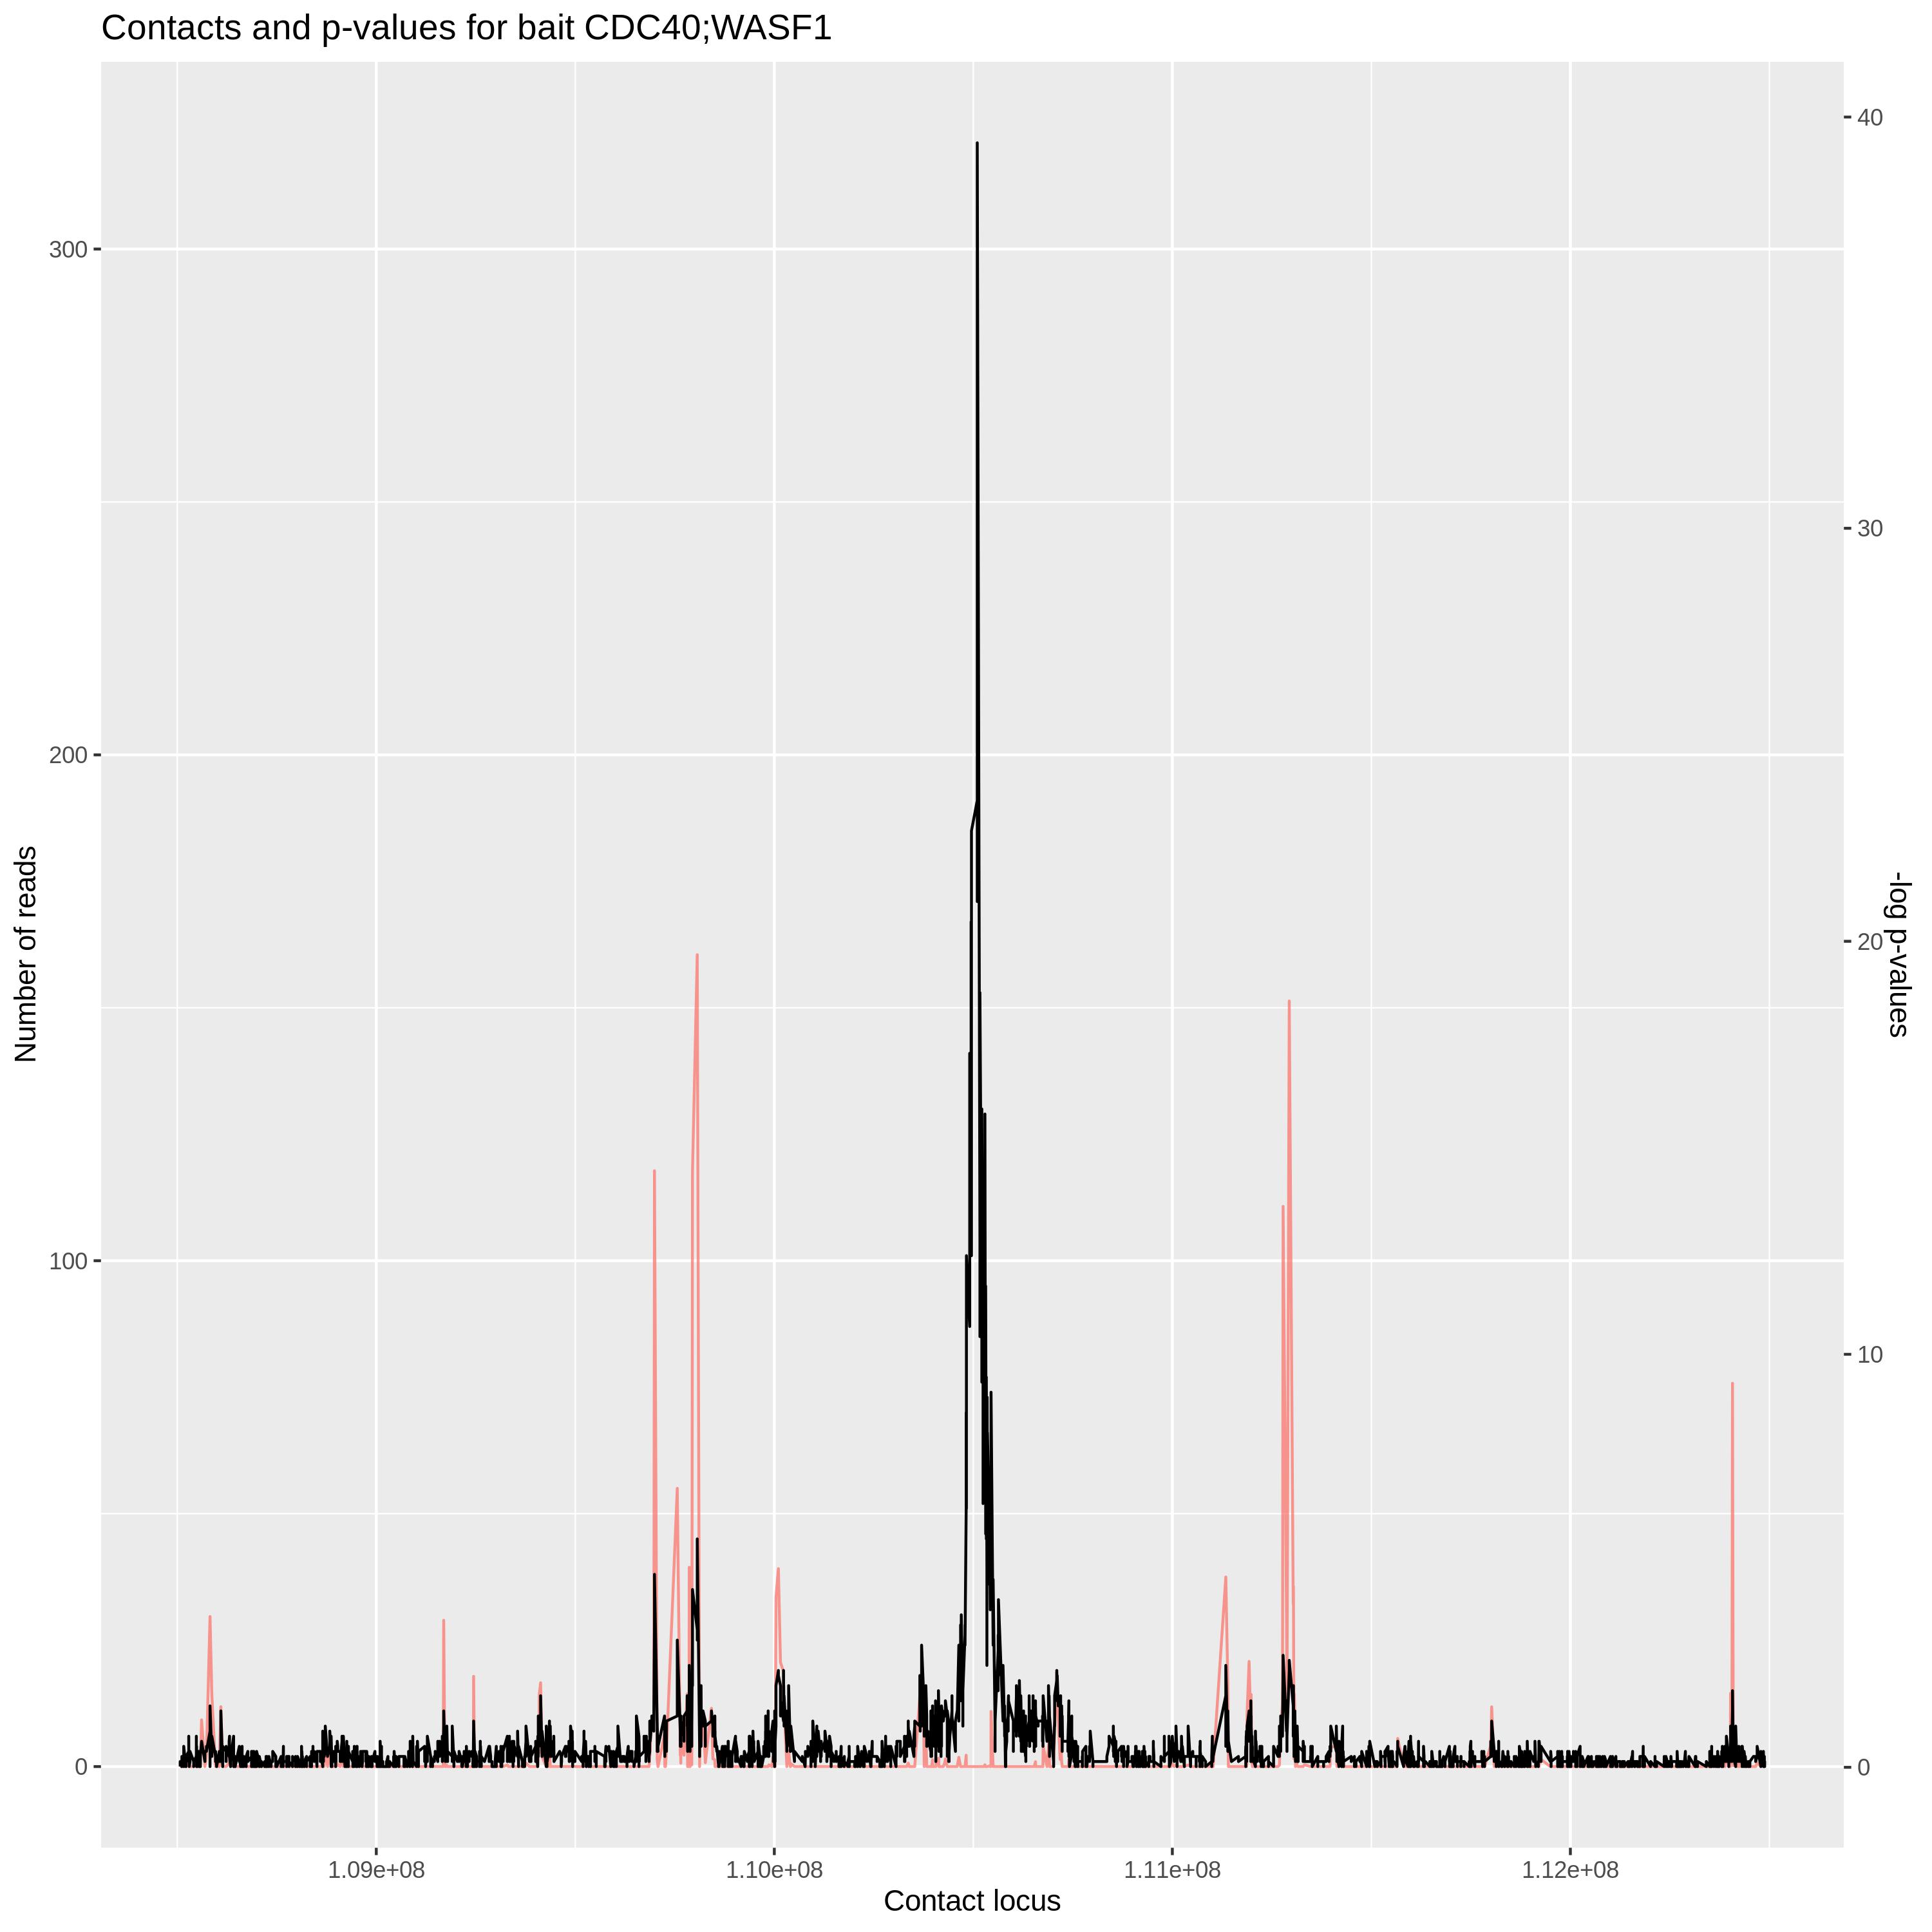 Contacts and p-values for bait CDC40;WASF1
Number of reads
300
200
100
0
40
30
20
10
0
-log p-values
1.09e+08
1.10e+08
1.11e+08
1.12e+08
Contact locus